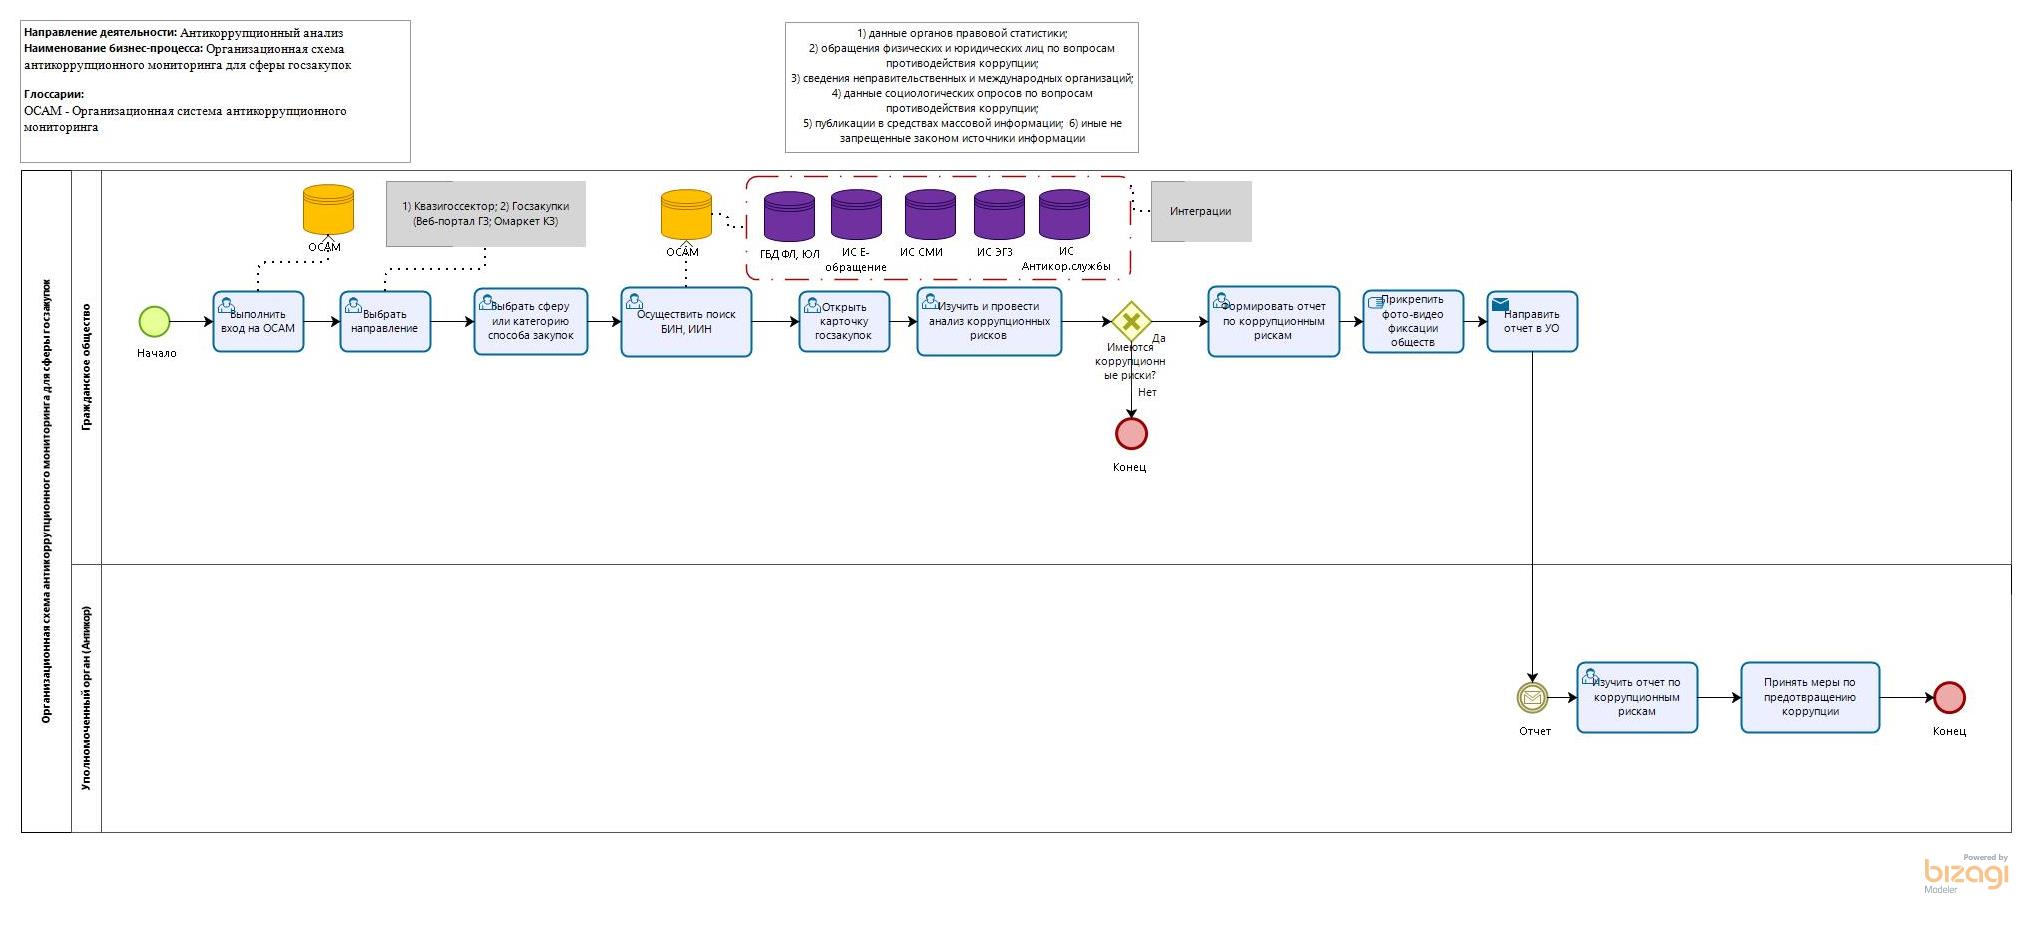 Направление деятельности: Антикоррупционный анализ
Наименование бизнес-процесса: Организационная схема
антикоррупционного мониторинга для сферы госзакупок
Глоссарии:
ОСАМ - Организационная система антикоррупционного
мониторинга
1) данные органов правовой статистики;
2) обращения физических и юридических лиц по вопросам
противодействия коррупции;
3) сведения неправительственных и международных организаций;
4) данные социологических опросов по вопросам
противодействия коррупции;
5) публикации в средствах массовой информации; 6) иные не
запрещенные законом источники информации
Организационная схема антикоррупционного мониторинга для сферы госзакупок
Гражданское общество
ОСАМ
1) Квазигоссектор; 2) Госзакупки
(Веб-портал ГЗ; Омаркет КЗ)
ОСАМ
ГБД ФЛ, ЮЛ
ИС Е-
обращение
ИС СМИ
ИС ЭГЗ
ИС
Антикор.службы
Интеграции
Начало
Выполнить
вход на ОСАМ
Выбрать
направление
Выбрать сферу
или категорию
способа закупок
Осуществить поиск
БИН, ИИН
Открыть
карточку
госзакупок
Изучить и провести
анализ коррупционных
рисков
Имеются
коррупционн
ые риски?
Да
Нет
Конец
Формировать отчет
по коррупционным
рискам
Прикрепить
фото-видео
фиксации
обществ
Направить
отчет в УО
Уполномоченный орган (Антикор)
Отчет
Изучить отчет по
коррупционным
рискам
Принять меры по
предотвращению
коррупции
Конец
Powered by
bizagi
Modeler